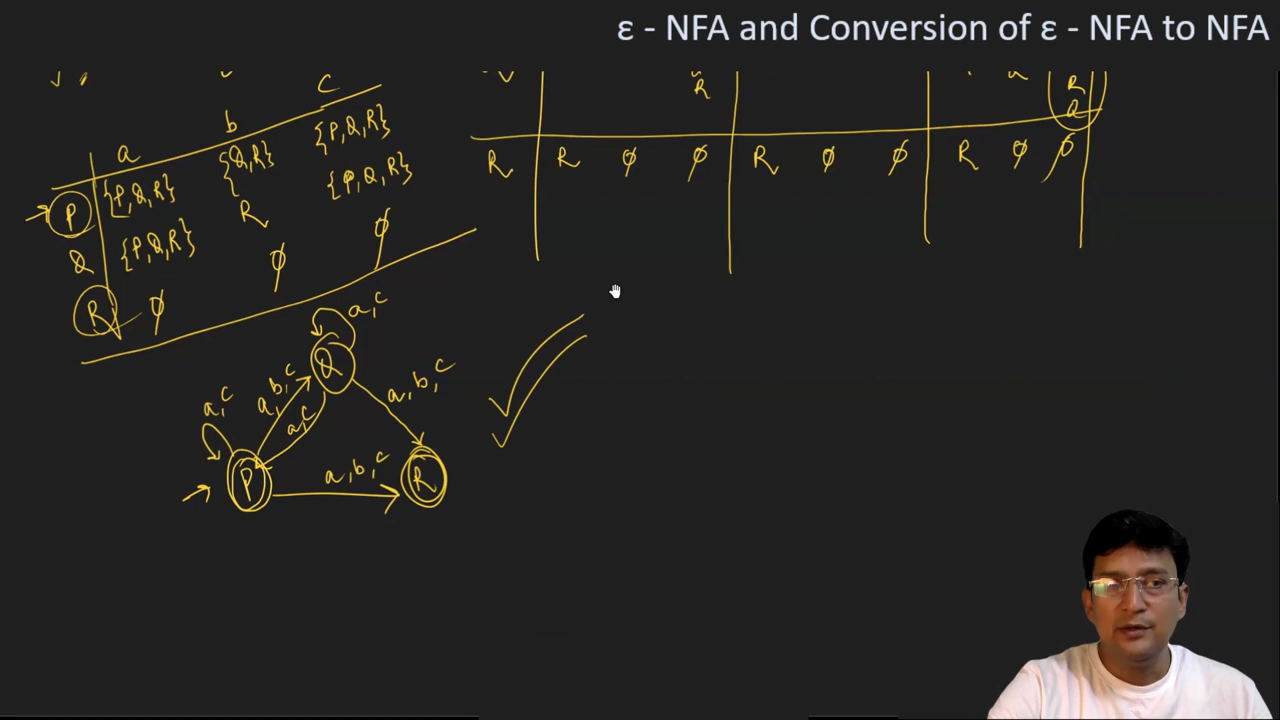 ε - NFA and Conversion of ε - NFA to NFA
a b c
P {P,Q,R} {Q,R} {P,Q,R}
Q {P,Q,R} R {P,Q,R}
R ϕ ϕ ϕ
R
R
Q
R R ϕ ϕ R ϕ ϕ R ϕ ϕ
a,c
Q
a,b,c
a,b,c
a,c
a,c
P
a,b,c
R